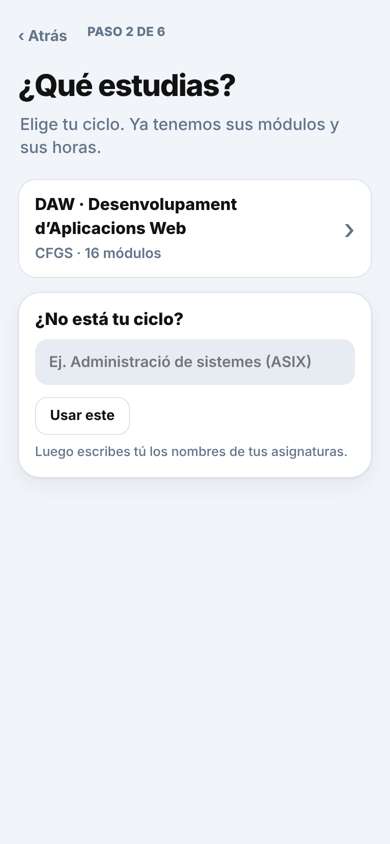 ‹ Atrás
PASO 2 DE 6
¿Qué estudias?
Elige tu ciclo. Ya tenemos sus módulos y
sus horas.
DAW · Desenvolupament
d’Aplicacions Web
CFGS · 16 módulos
›
¿No está tu ciclo?
Ej. Administració de sistemes (ASIX)
Usar este
Luego escribes tú los nombres de tus asignaturas.